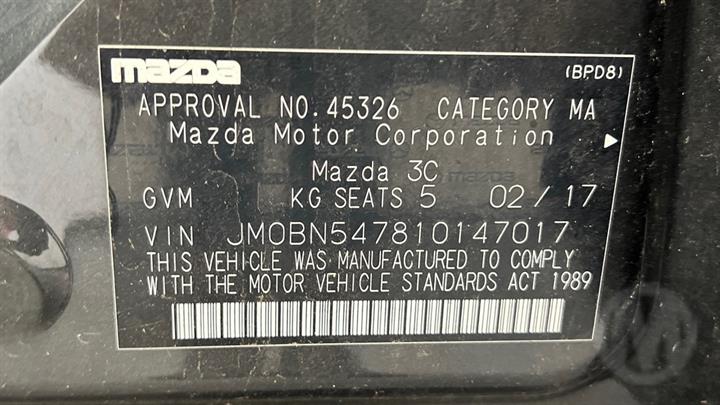 mazda (BPD8)
APPROVAL NO.45326 CATEGORY MA
Mazda Motor Corporation
Mazda 3C
GVM KG SEATS 5 02/17
VIN JM0BN547810147017
THIS VEHICLE WAS MANUFACTURED TO COMPLY
WITH THE MOTOR VEHICLE STANDARDS ACT 1989